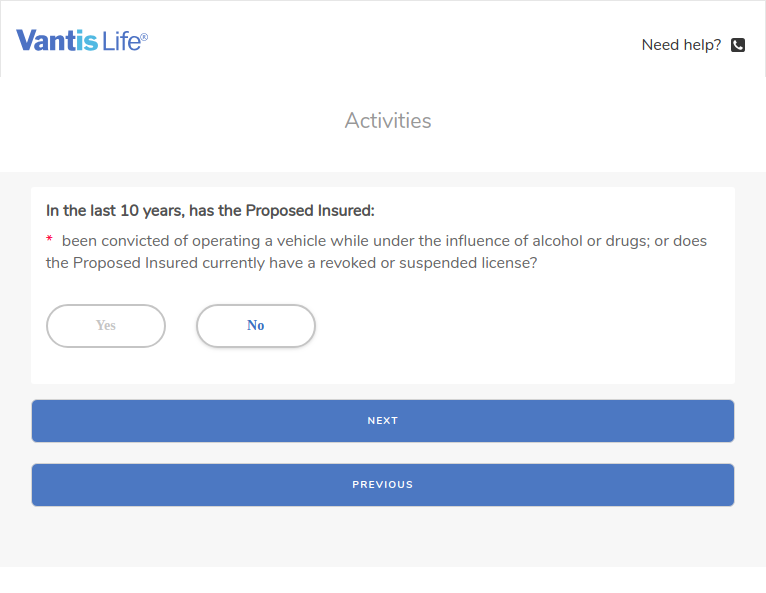 Vantis Life®
Need help?
Activities
In the last 10 years, has the Proposed Insured:
* been convicted of operating a vehicle while under the influence of alcohol or drugs; or does
the Proposed Insured currently have a revoked or suspended license?
Yes No
NEXT
PREVIOUS